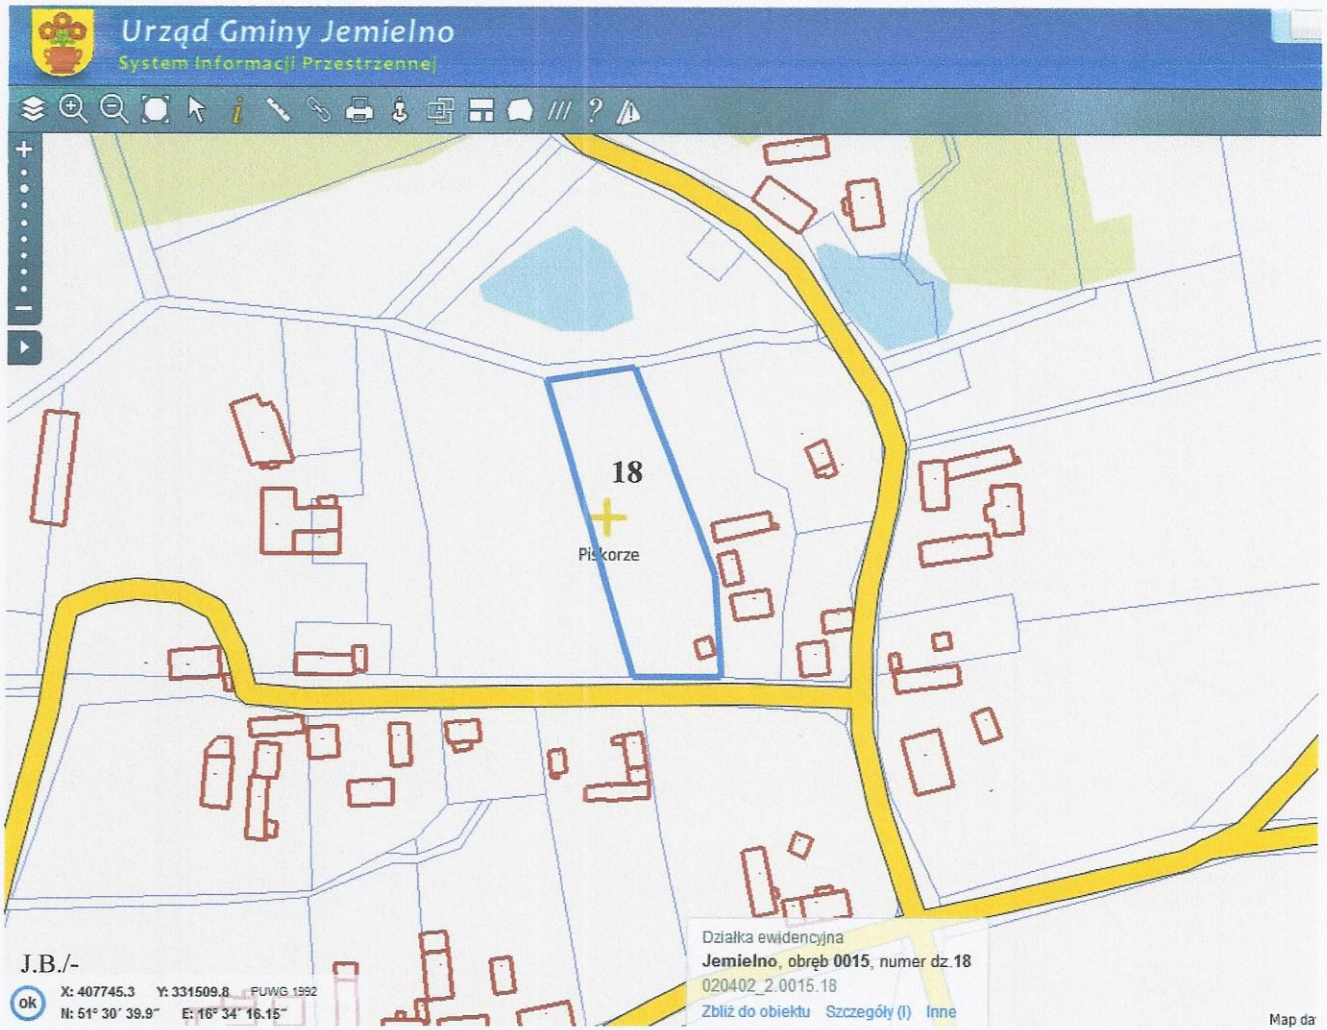 Urząd Gminy Jemielno
System Informacji Przestrzennej
18
Piskorze
Działka ewidencyjna
Jemielno, obręb 0015, numer dz.18
020402_2.0015.18
Zbliż do obiektu Szczegóły (I) Inne
J.B./-
ok
X: 407745.3 Y: 331509.8 PUWG 1992
N: 51° 30´ 39.9˝ E: 16° 34´ 16.15˝
Map da